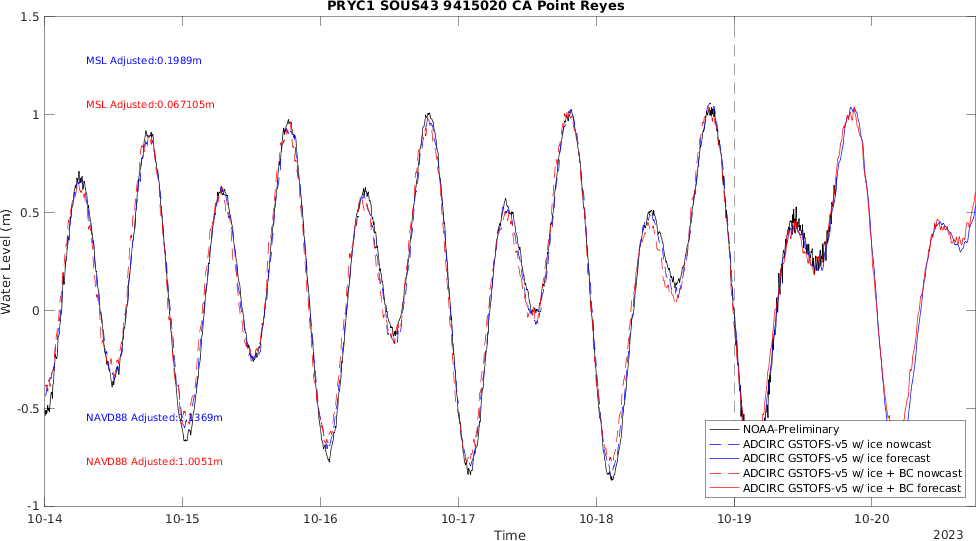 PRYC1 SOUS43 9415020 CA Point Reyes
1.5
1
0.5
0
-0.5
-1
Water Level (m)
MSL Adjusted:0.1989m
MSL Adjusted:0.067105m
NAVD88 Adjusted:1.1369m
NAVD88 Adjusted:1.0051m
NOAA-Preliminary
ADCIRC GSTOFS-v5 w/ ice nowcast
ADCIRC GSTOFS-v5 w/ ice forecast
ADCIRC GSTOFS-v5 w/ ice + BC nowcast
ADCIRC GSTOFS-v5 w/ ice + BC forecast
10-14 10-15 10-16 10-17 10-18 10-19 10-20
Time
2023